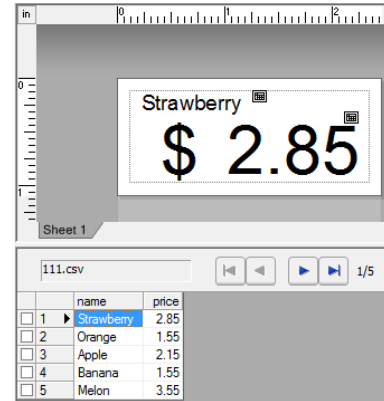 in 0 1 2
0
Strawberry
$ 2.85
1
Sheet 1
111.csv 1/5
name price
1 Strawberry 2.85
2 Orange 1.55
3 Apple 2.15
4 Banana 1.55
5 Melon 3.55